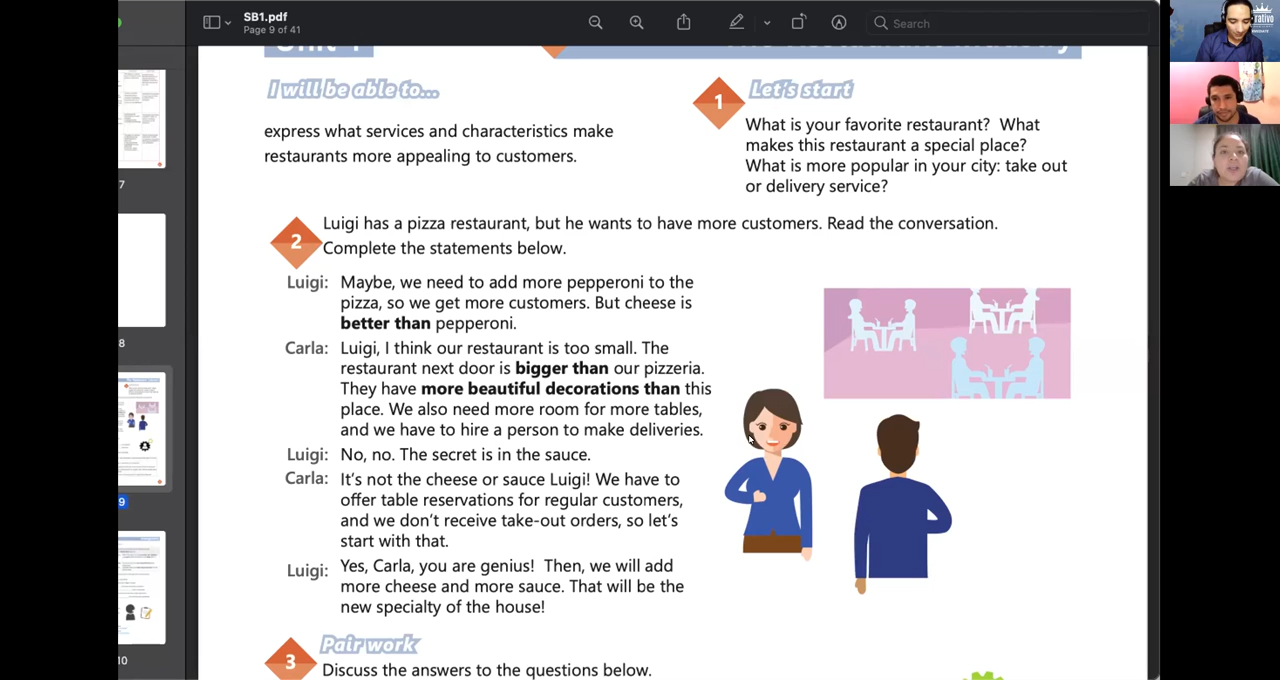 SB1.pdf
Page 9 of 41
Search
I will be able to...
express what services and characteristics make
restaurants more appealing to customers.
1
Let's start
What is your favorite restaurant? What
makes this restaurant a special place?
What is more popular in your city: take out
or delivery service?
2
Luigi has a pizza restaurant, but he wants to have more customers. Read the conversation.
Complete the statements below.
Luigi: Maybe, we need to add more pepperoni to the
pizza, so we get more customers. But cheese is
better than pepperoni.
Carla: Luigi, I think our restaurant is too small. The
restaurant next door is bigger than our pizzeria.
They have more beautiful decorations than this
place. We also need more room for more tables,
and we have to hire a person to make deliveries.
Luigi: No, no. The secret is in the sauce.
Carla: It's not the cheese or sauce Luigi! We have to
offer table reservations for regular customers,
and we don't receive take-out orders, so let's
start with that.
Luigi: Yes, Carla, you are genius! Then, we will add
more cheese and more sauce. That will be the
new specialty of the house!
3
Pair work
Discuss the answers to the questions below.
7
8
9
10
rativo